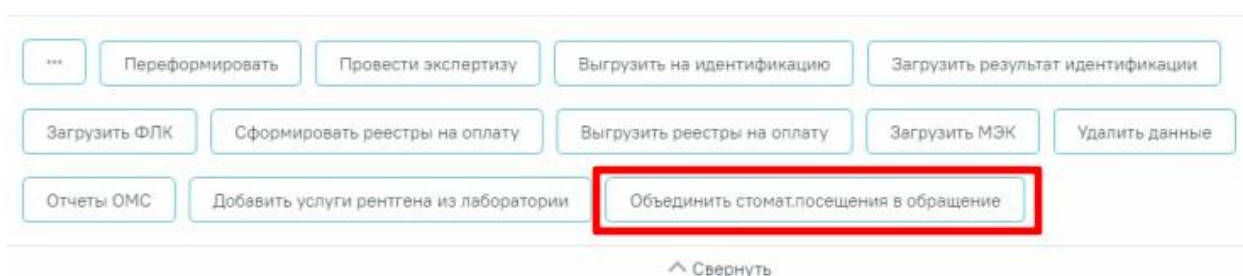 ... Переформировать Провести экспертизу Выгрузить на идентификацию Загрузить результат идентификации
Загрузить ФЛК Сформировать реестры на оплату Выгрузить реестры на оплату Загрузить МЭК Удалить данные
Отчеты ОМС Добавить услуги рентгена из лаборатории Объединить стомат.посещения в обращение
Свернуть